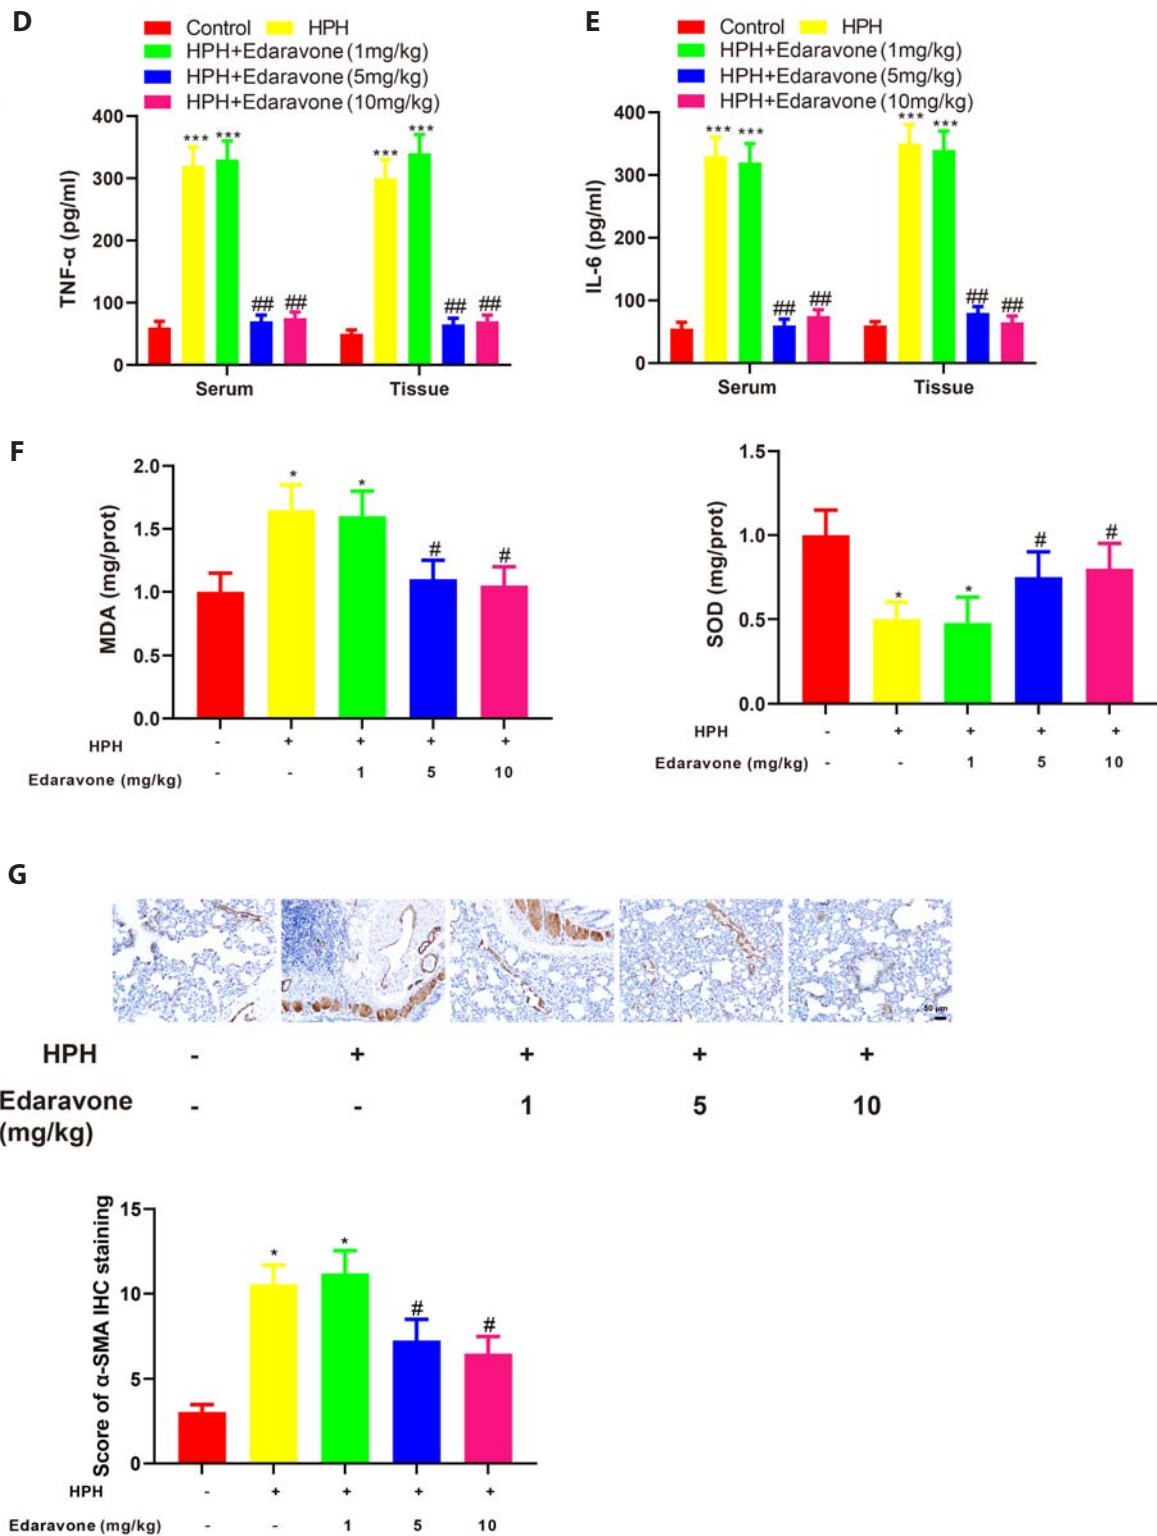 D
Control HPH
HPH+Edaravone (1mg/kg)
HPH+Edaravone (5mg/kg)
HPH+Edaravone (10mg/kg)
TNF-α (pg/ml)
400
300
200
100
0
*** ***
## ##
*** ***
## ##
Serum Tissue
E
Control HPH
HPH+Edaravone (1mg/kg)
HPH+Edaravone (5mg/kg)
HPH+Edaravone (10mg/kg)
IL-6 (pg/ml)
400
300
200
100
0
*** ***
## ##
*** ***
## ##
Serum Tissue
F
MDA (mg/prot)
2.0
1.5
1.0
0.5
0.0
* * # #
HPH - + + + +
Edaravone (mg/kg) - - 1 5 10
SOD (mg/prot)
1.5
1.0
0.5
0.0
* * # #
HPH - + + + +
Edaravone (mg/kg) - - 1 5 10
G
50 μm
HPH - + + + +
Edaravone - - 1 5 10
(mg/kg)
Score of α-SMA IHC staining
15
10
5
0
* * # #
HPH - + + + +
Edaravone (mg/kg) - - 1 5 10